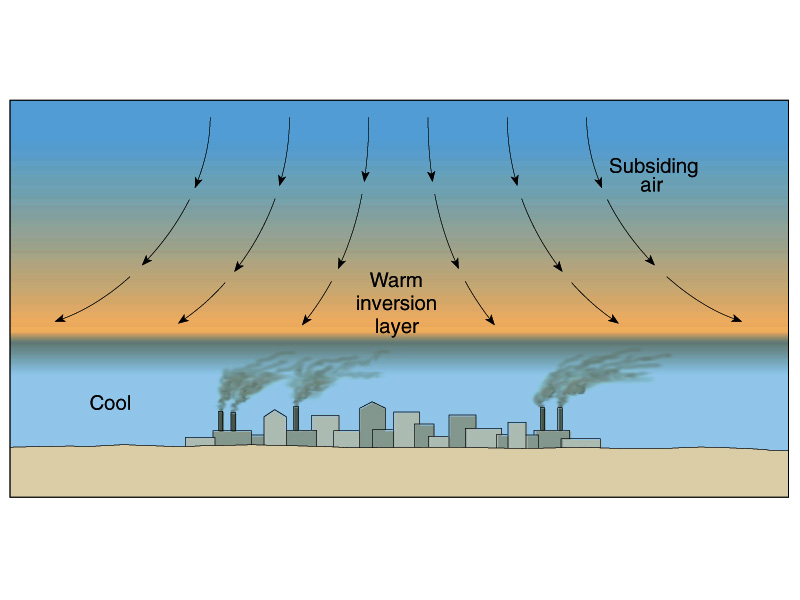 Subsiding
air
Warm
inversion
layer
Cool